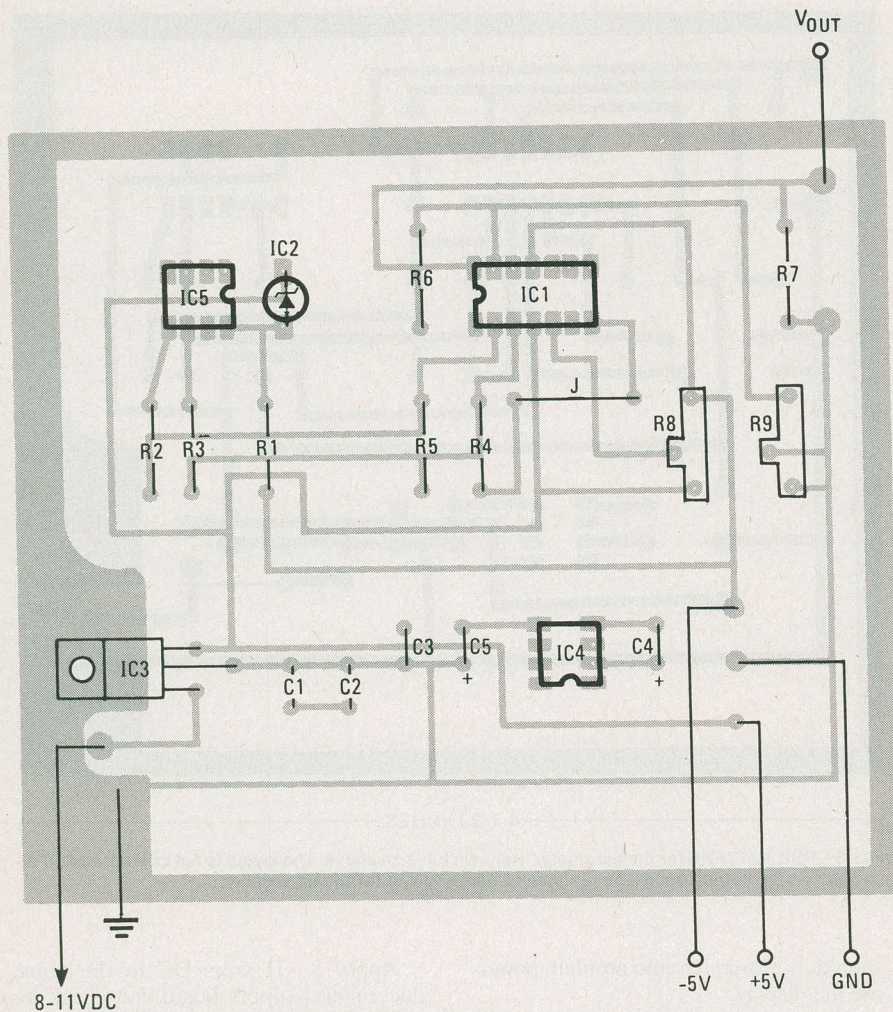 VOUT
IC2
IC5
R6
IC1
R7
J
R8
R9
R2
R3
R1
R5
R4
IC3
C3
C5
IC4
C4
C1
C2
+
+
-5V
+5V
GND
8-11VDC